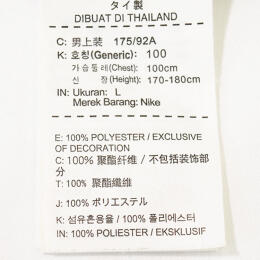 タイ製
DIBUAT DI THAILAND
C: 男上装 175/92A
K: 호칭(Generic): 100
가슴둘레(Chest): 100cm
신 장(Height): 170-180cm
IN: Ukuran: L
Merek Barang: Nike
E: 100% POLYESTER / EXCLUSIVE
OF DECORATION
C: 100% 聚酯纤维 / 不包括装饰部
分
T: 100% 聚酯纖維
J: 100% ポリエステル
K: 섬유혼용율 / 100% 폴리에스터
IN: 100% POLIESTER / EKSKLUSIF